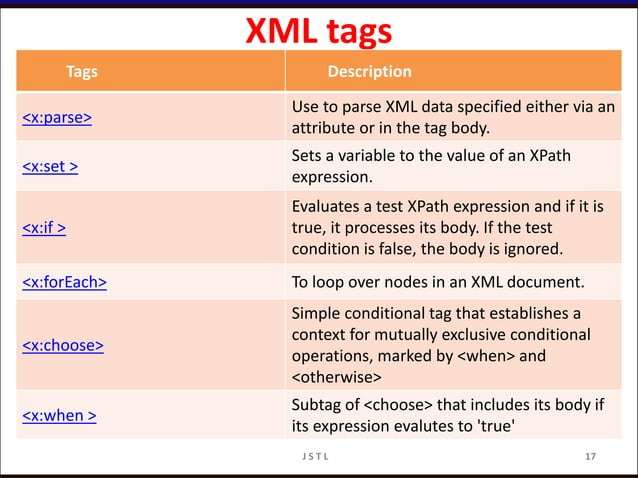 XML tags
Tags Description
<x:parse>
Use to parse XML data specified either via an
attribute or in the tag body.
<x:set >
Sets a variable to the value of an XPath
expression.
<x:if >
Evaluates a test XPath expression and if it is
true, it processes its body. If the test
condition is false, the body is ignored.
<x:forEach>
To loop over nodes in an XML document.
<x:choose>
Simple conditional tag that establishes a
context for mutually exclusive conditional
operations, marked by <when> and
<otherwise>
<x:when >
Subtag of <choose> that includes its body if
its expression evalutes to 'true'
J S T L 17